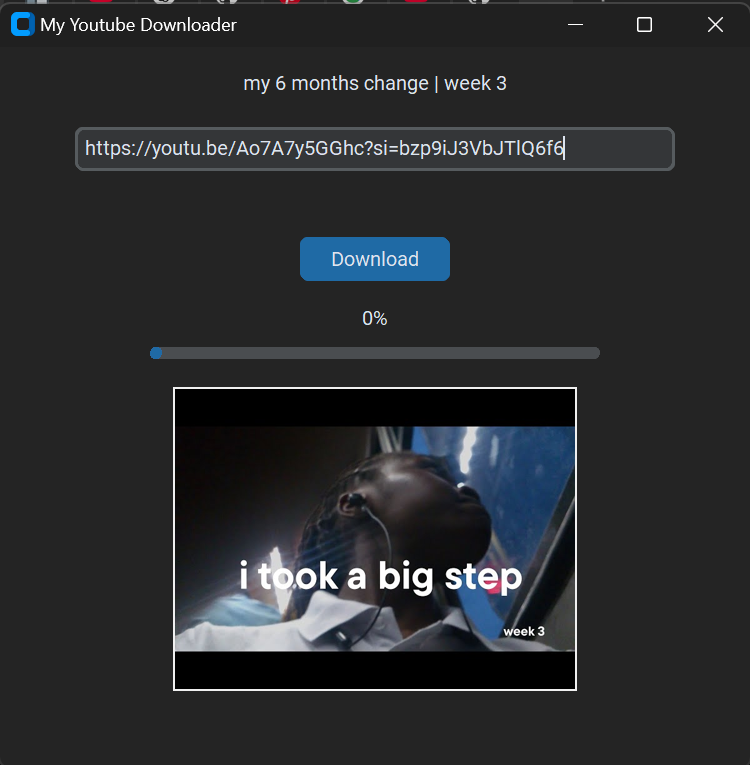 My Youtube Downloader
my 6 months change | week 3
https://youtu.be/Ao7A7y5GGhc?si=bzp9iJ3VbJTlQ6f6
Download
0%
i took a big step
week 3